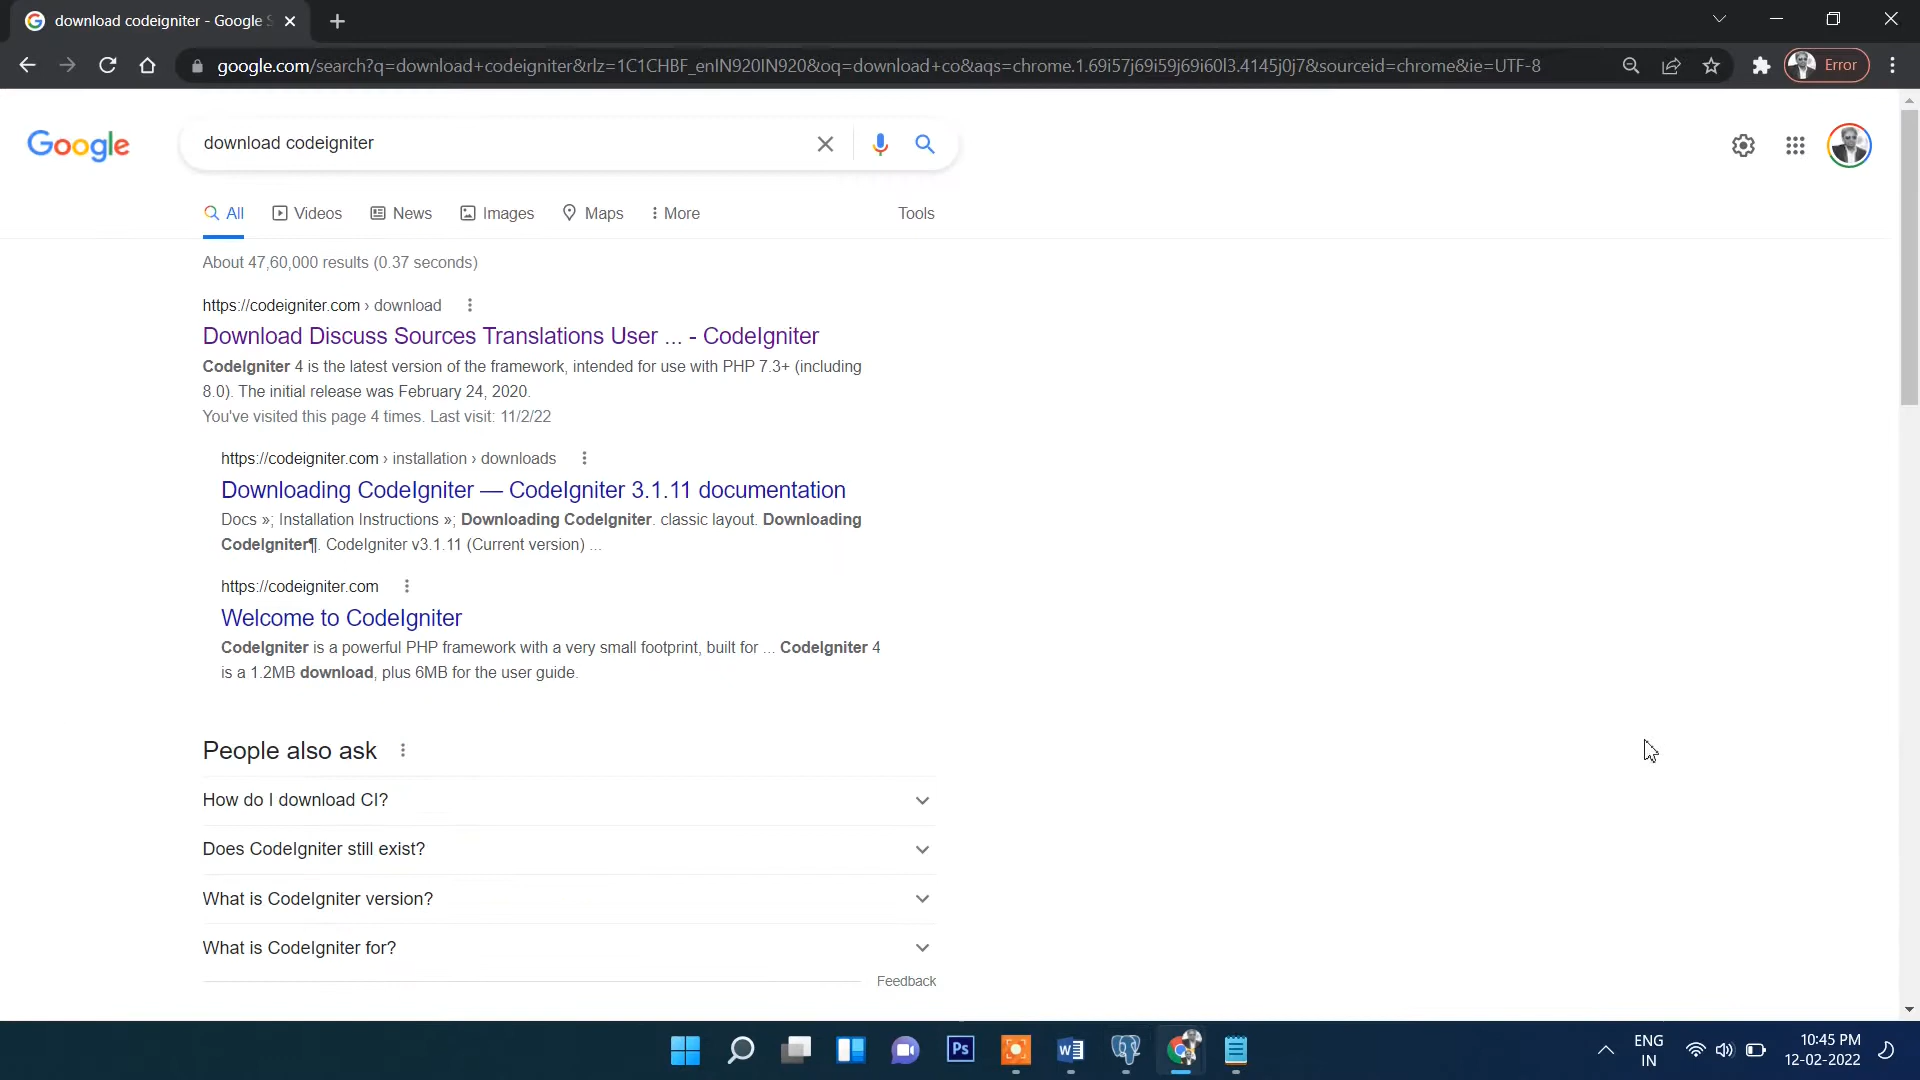 download codeigniter - Google S
google.com/search?q=download+codeigniter&rlz=1C1CHBF_enIN920IN920&oq=download+co&aqs=chrome.1.69i57j69i59j69i60l3.4145j0j7&sourceid=chrome&ie=UTF-8
Error
Google
download codeigniter
All Videos News Images Maps More Tools
About 47,60,000 results (0.37 seconds)
https://codeigniter.com › download
Download Discuss Sources Translations User ... - CodeIgniter
CodeIgniter 4 is the latest version of the framework, intended for use with PHP 7.3+ (including
8.0). The initial release was February 24, 2020.
You've visited this page 4 times. Last visit: 11/2/22
https://codeigniter.com › installation › downloads
Downloading CodeIgniter — CodeIgniter 3.1.11 documentation
Docs »; Installation Instructions »; Downloading CodeIgniter. classic layout. Downloading
CodeIgniter¶. CodeIgniter v3.1.11 (Current version) ...
https://codeigniter.com
Welcome to CodeIgniter
CodeIgniter is a powerful PHP framework with a very small footprint, built for ... CodeIgniter 4
is a 1.2MB download, plus 6MB for the user guide.
People also ask
How do I download CI?
Does CodeIgniter still exist?
What is CodeIgniter version?
What is CodeIgniter for?
Feedback
Ps
W
ENG
IN
10:45 PM
12-02-2022